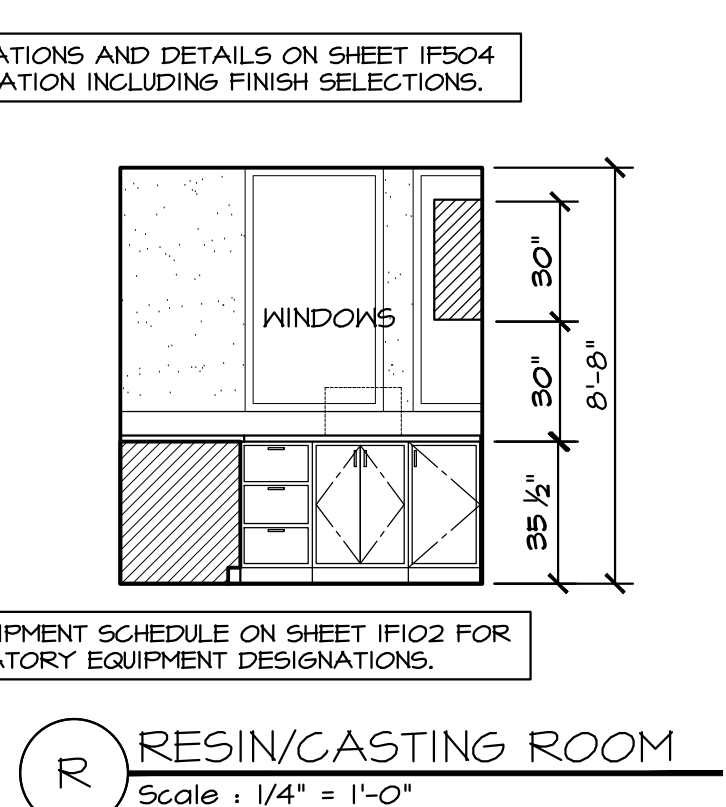 ATIONS AND DETAILS ON SHEET IF504
ATION INCLUDING FINISH SELECTIONS.
WINDOWS
30"
30"
8'-8"
35 1/2"
IPMENT SCHEDULE ON SHEET IF102 FOR
ATORY EQUIPMENT DESIGNATIONS.
R
RESIN/CASTING ROOM
Scale : 1/4" = 1'-0"